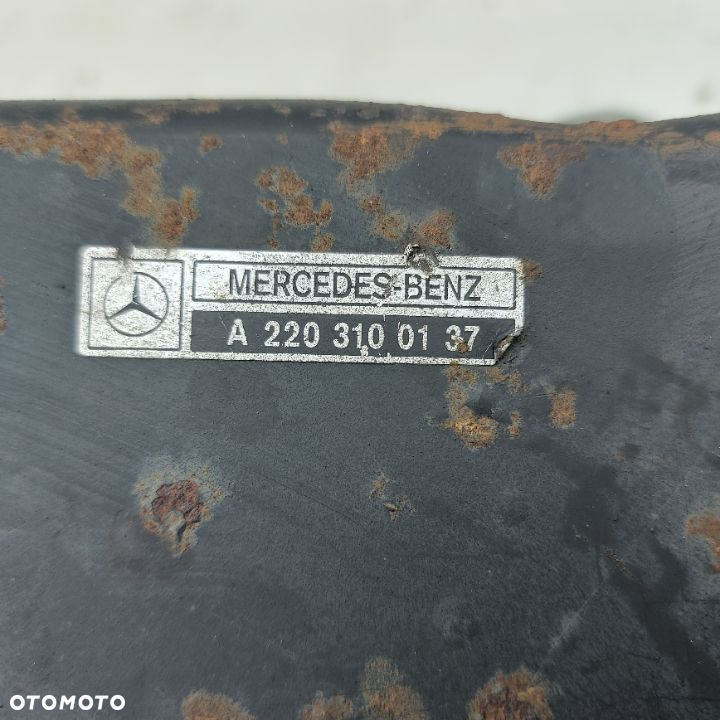 MERCEDES-BENZ
A 220 310 01 37
OTOMOTO